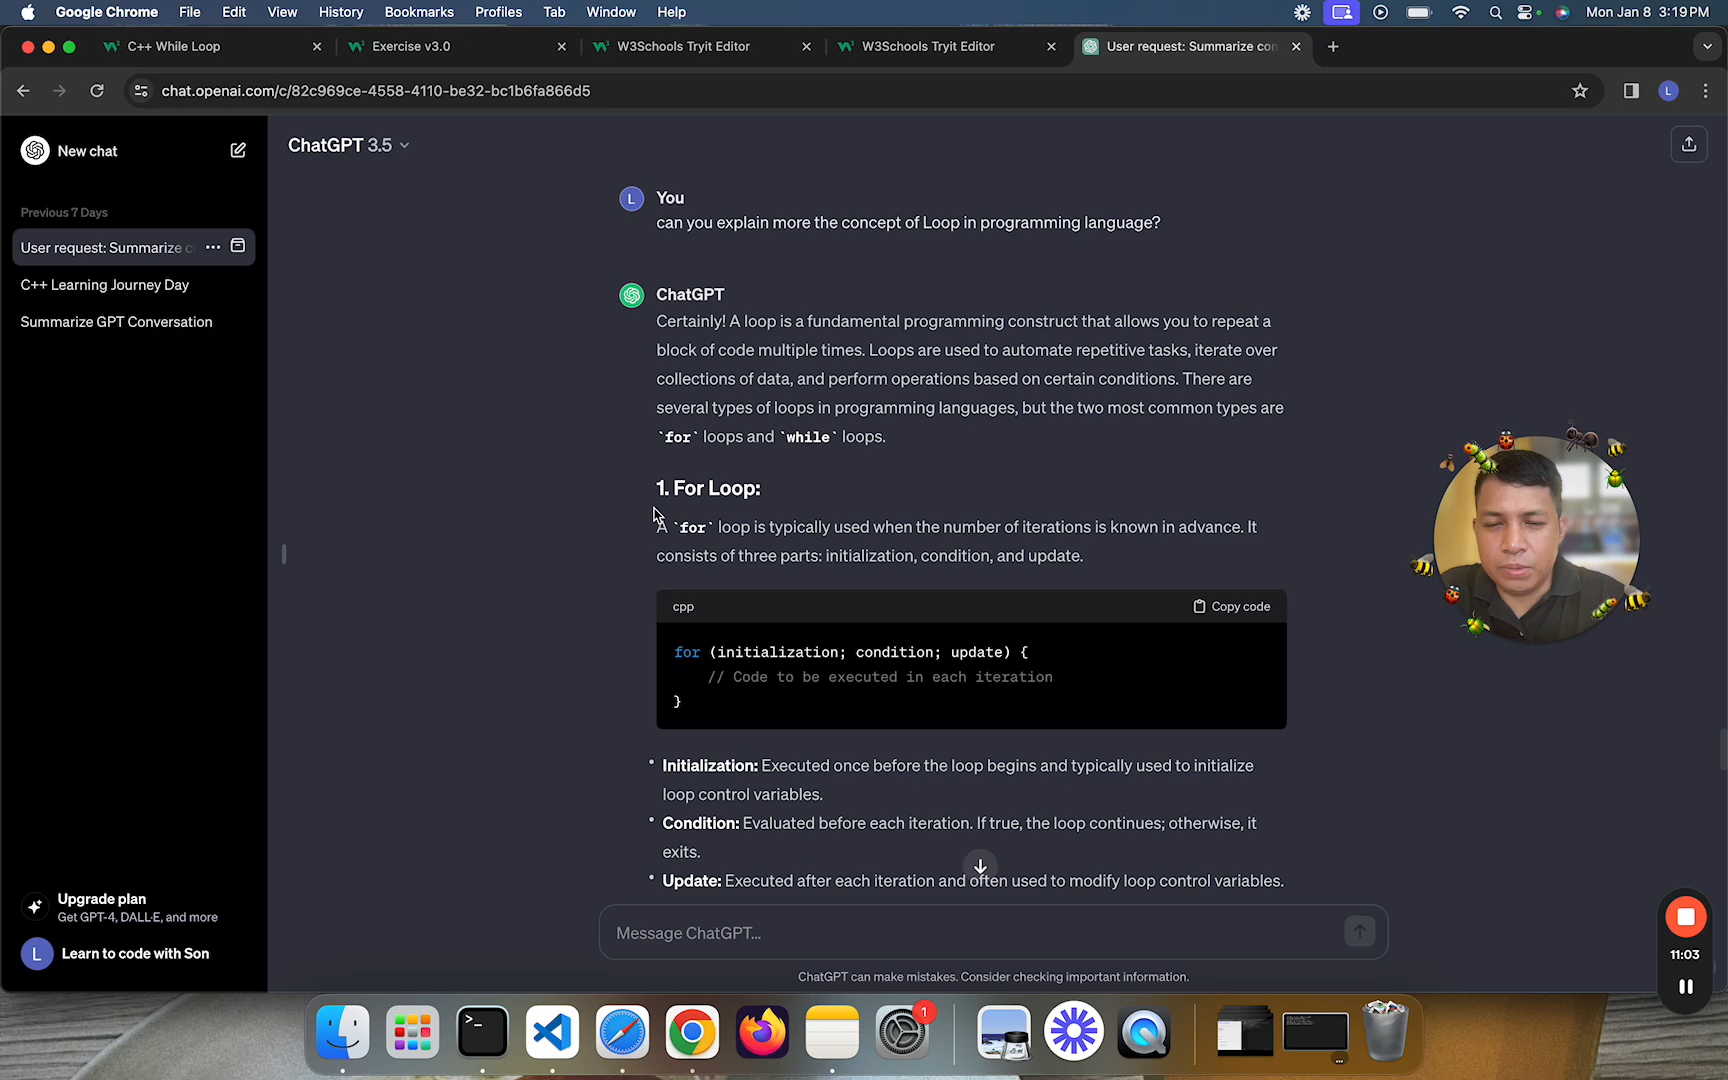 Google Chrome File Edit View History Bookmarks Profiles Tab Window Help Mon Jan 8 3:19 PM
C++ While Loop Exercise v3.0 W3Schools Tryit Editor W3Schools Tryit Editor User request: Summarize con
chat.openai.com/c/82c969ce-4558-4110-be32-bc1b6fa866d5 L
New chat
Previous 7 Days
User request: Summarize c ...
C++ Learning Journey Day
Summarize GPT Conversation
Upgrade plan
Get GPT-4, DALL·E, and more
L Learn to code with Son
ChatGPT 3.5
L You
can you explain more the concept of Loop in programming language?
ChatGPT
Certainly! A loop is a fundamental programming construct that allows you to repeat a
block of code multiple times. Loops are used to automate repetitive tasks, iterate over
collections of data, and perform operations based on certain conditions. There are
several types of loops in programming languages, but the two most common types are
`for` loops and `while` loops.
1. For Loop:
A `for` loop is typically used when the number of iterations is known in advance. It
consists of three parts: initialization, condition, and update.
cpp Copy code
for (initialization; condition; update) {
// Code to be executed in each iteration
}
• Initialization: Executed once before the loop begins and typically used to initialize
loop control variables.
• Condition: Evaluated before each iteration. If true, the loop continues; otherwise, it
exits.
• Update: Executed after each iteration and often used to modify loop control variables.
Message ChatGPT...
ChatGPT can make mistakes. Consider checking important information.
11:03
>_
1